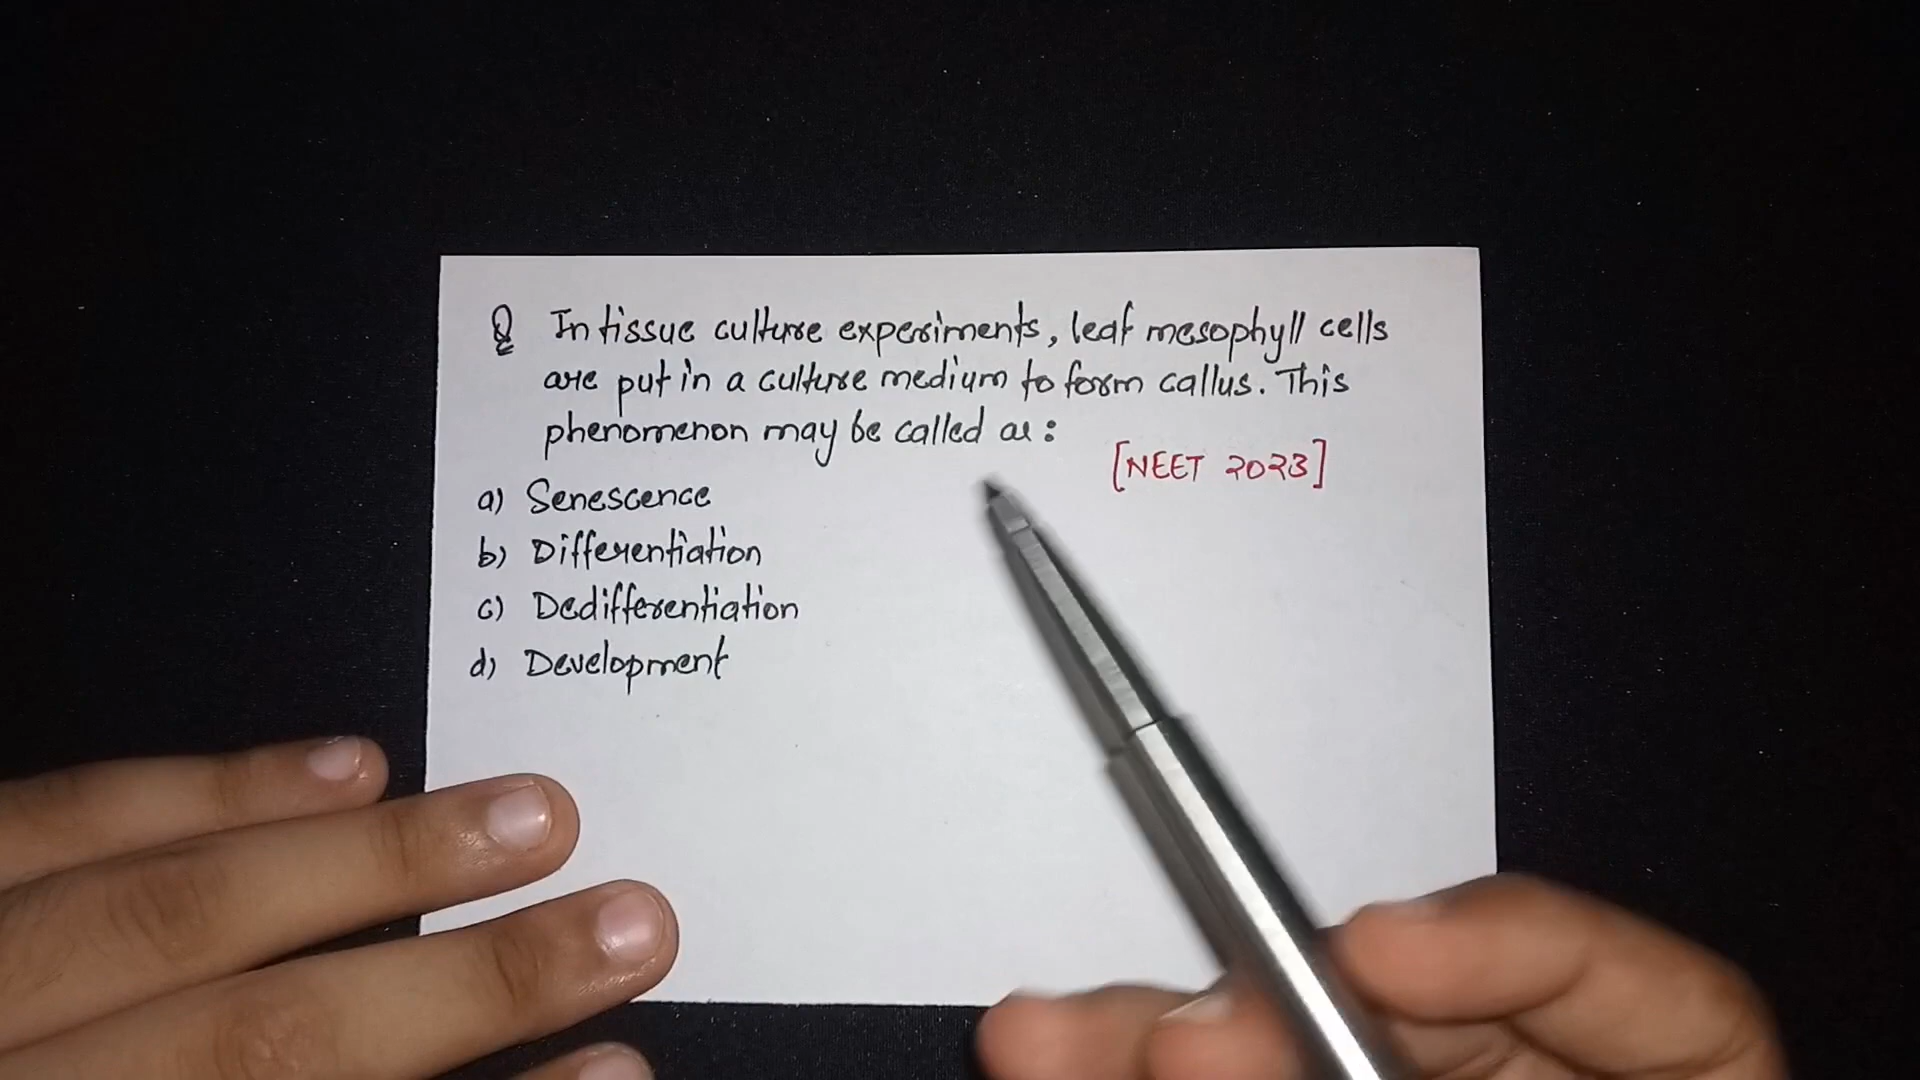 Q In tissue culture experiments, leaf mesophyll cells
are put in a culture medium to form callus. This
phenomenon may be called as:
[NEET 2023]
a) Senescence
b) Differentiation
c) Dedifferentiation
d) Development